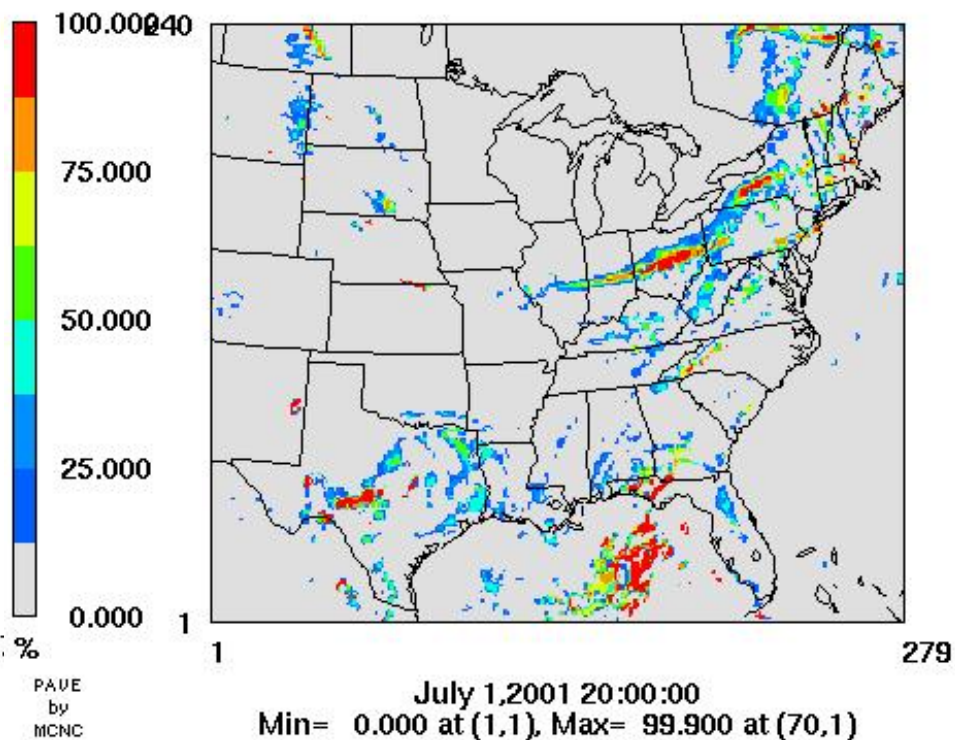 100.000
240
75.000
50.000
25.000
0.000
1
%
1
279
PAVE
by
MCNC
July 1,2001 20:00:00
Min= 0.000 at (1,1), Max= 99.900 at (70,1)